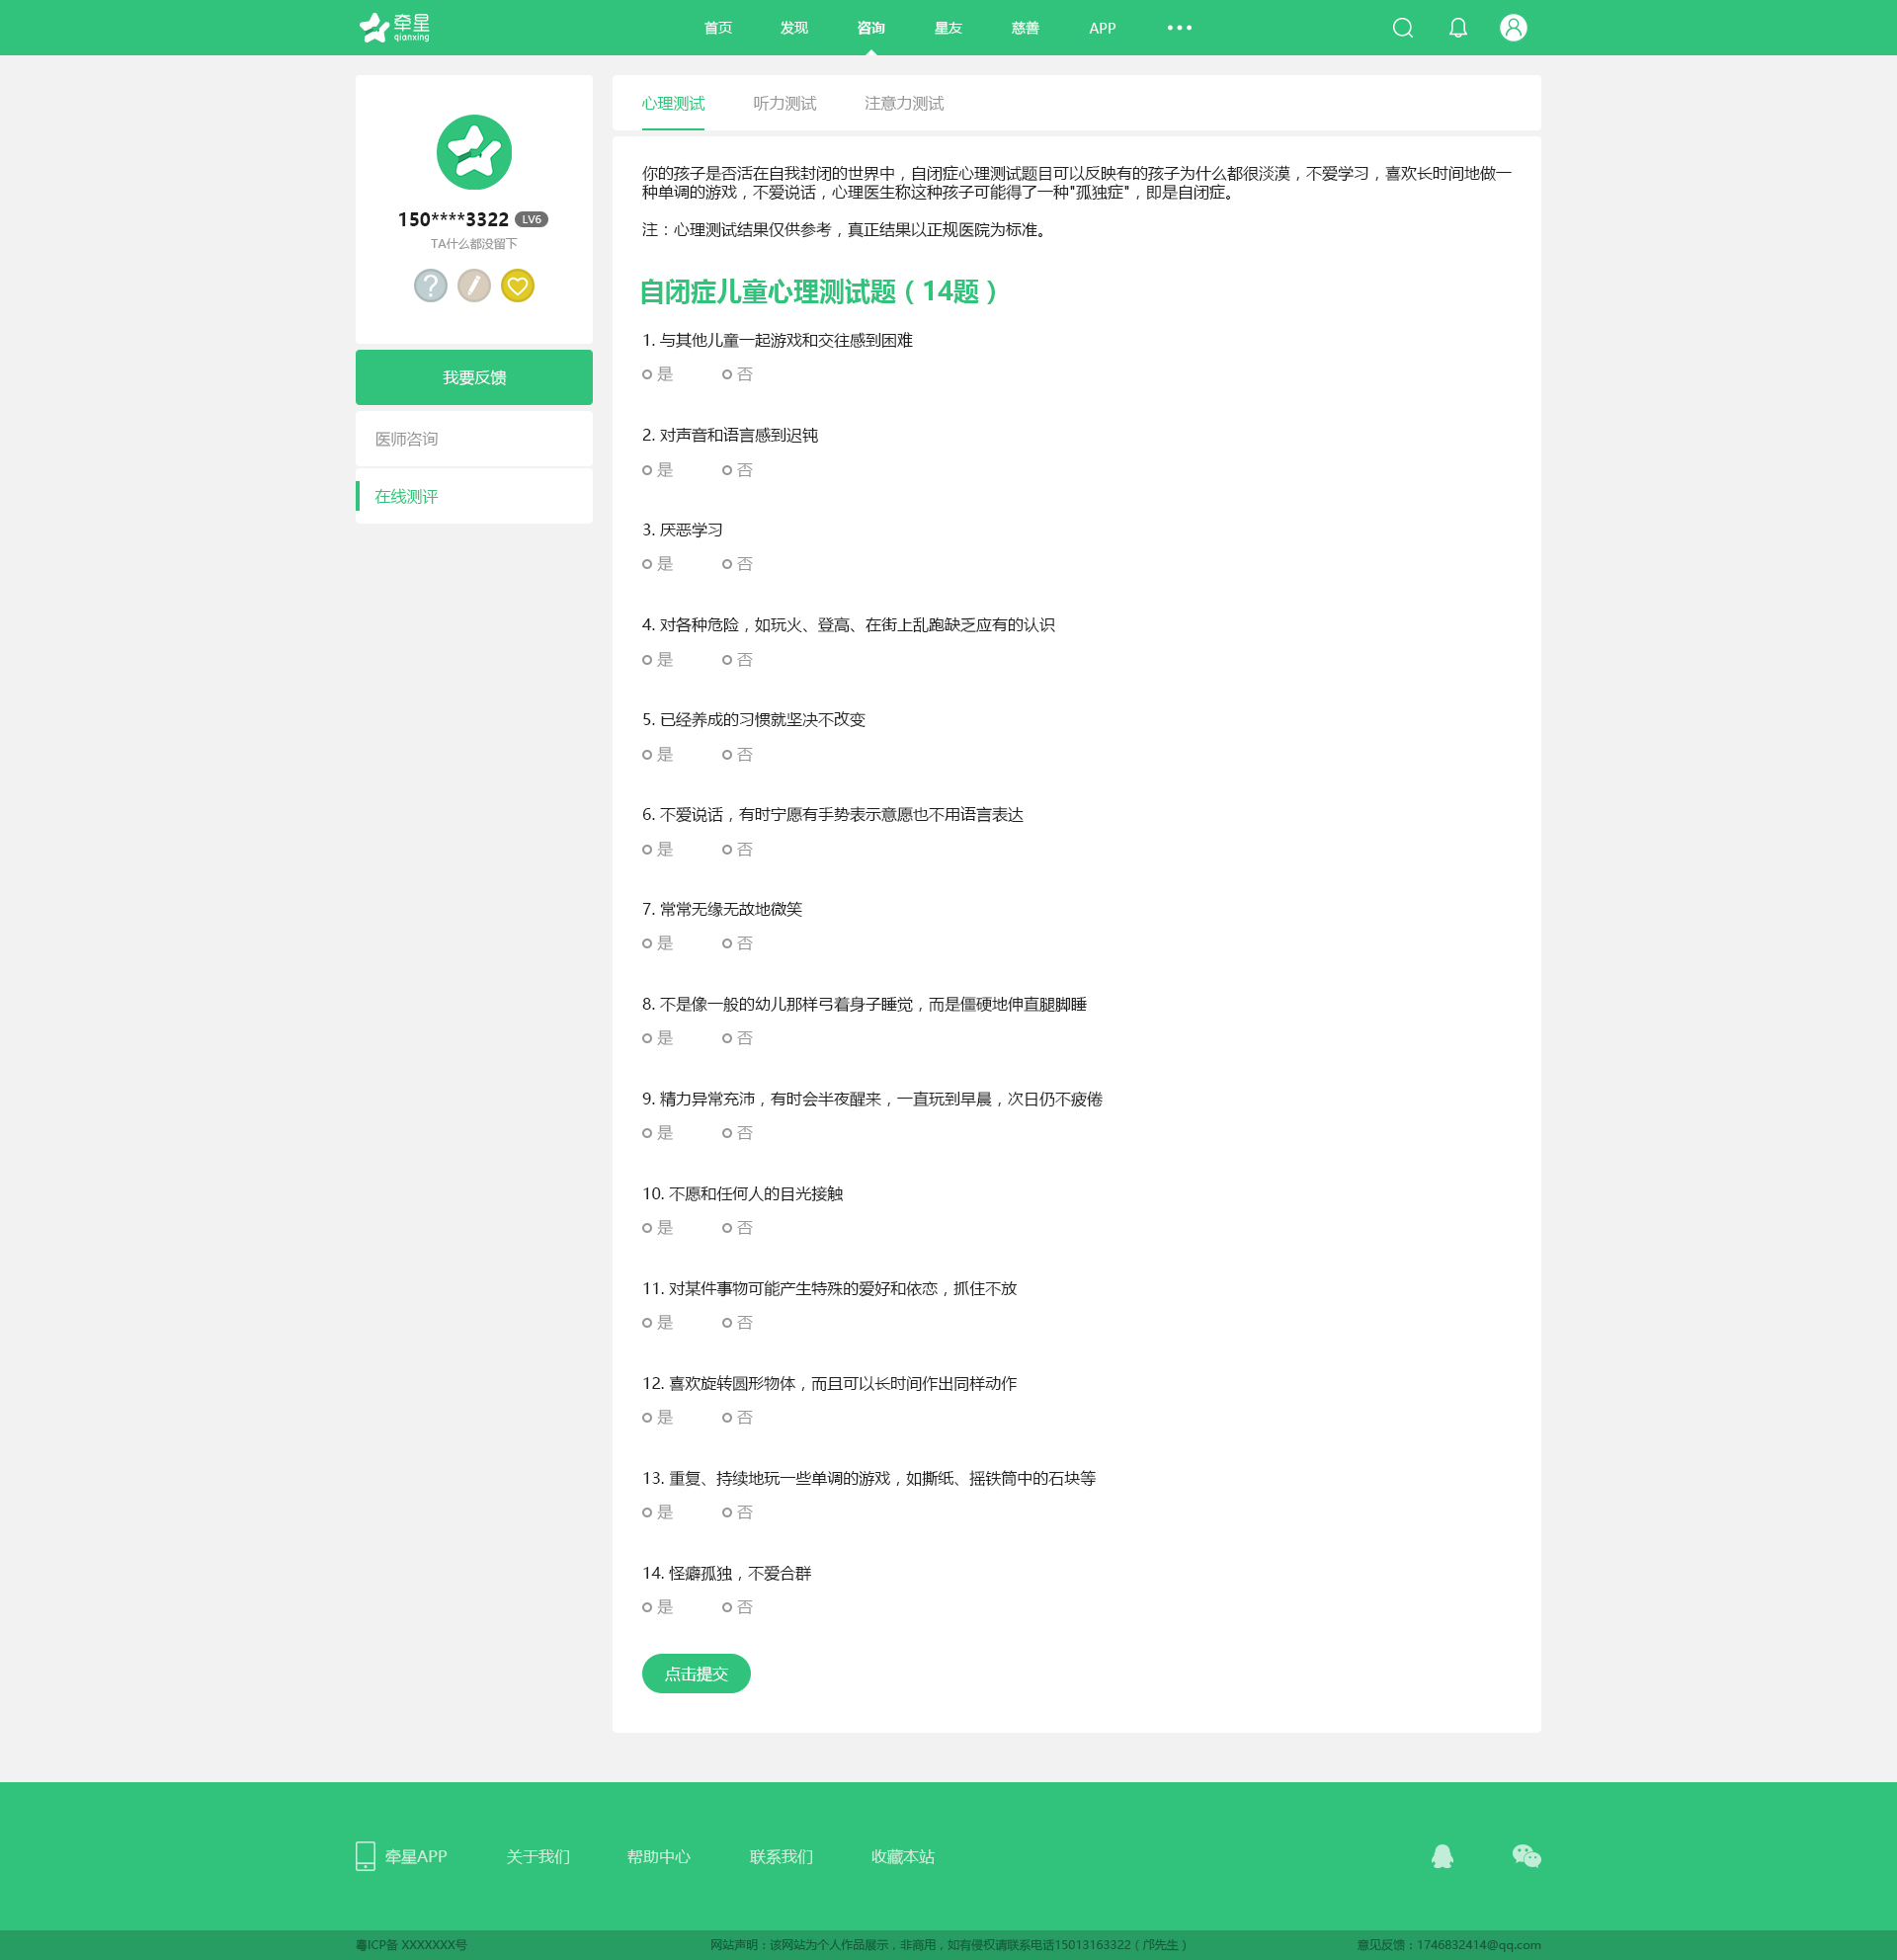 牵星
qianxing
首页 发现 咨询 星友 慈善 APP
150****3322 LV6
TA什么都没留下
我要反馈
医师咨询
在线测评
心理测试 听力测试 注意力测试
你的孩子是否活在自我封闭的世界中，自闭症心理测试题目可以反映有的孩子为什么都很淡漠，不爱学习，喜欢长时间地做一
种单调的游戏，不爱说话，心理医生称这种孩子可能得了一种"孤独症"，即是自闭症。
注：心理测试结果仅供参考，真正结果以正规医院为标准。
自闭症儿童心理测试题（14题）
1. 与其他儿童一起游戏和交往感到困难
是 否
2. 对声音和语言感到迟钝
是 否
3. 厌恶学习
是 否
4. 对各种危险，如玩火、登高、在街上乱跑缺乏应有的认识
是 否
5. 已经养成的习惯就坚决不改变
是 否
6. 不爱说话，有时宁愿有手势表示意愿也不用语言表达
是 否
7. 常常无缘无故地微笑
是 否
8. 不是像一般的幼儿那样弓着身子睡觉，而是僵硬地伸直腿脚睡
是 否
9. 精力异常充沛，有时会半夜醒来，一直玩到早晨，次日仍不疲倦
是 否
10. 不愿和任何人的目光接触
是 否
11. 对某件事物可能产生特殊的爱好和依恋，抓住不放
是 否
12. 喜欢旋转圆形物体，而且可以长时间作出同样动作
是 否
13. 重复、持续地玩一些单调的游戏，如撕纸、摇铁筒中的石块等
是 否
14. 怪癖孤独，不爱合群
是 否
点击提交
牵星APP 关于我们 帮助中心 联系我们 收藏本站
粤ICP备 XXXXXXX号 网站声明：该网站为个人作品展示，非商用，如有侵权请联系电话15013163322（邝先生） 意见反馈：1746832414@qq.com